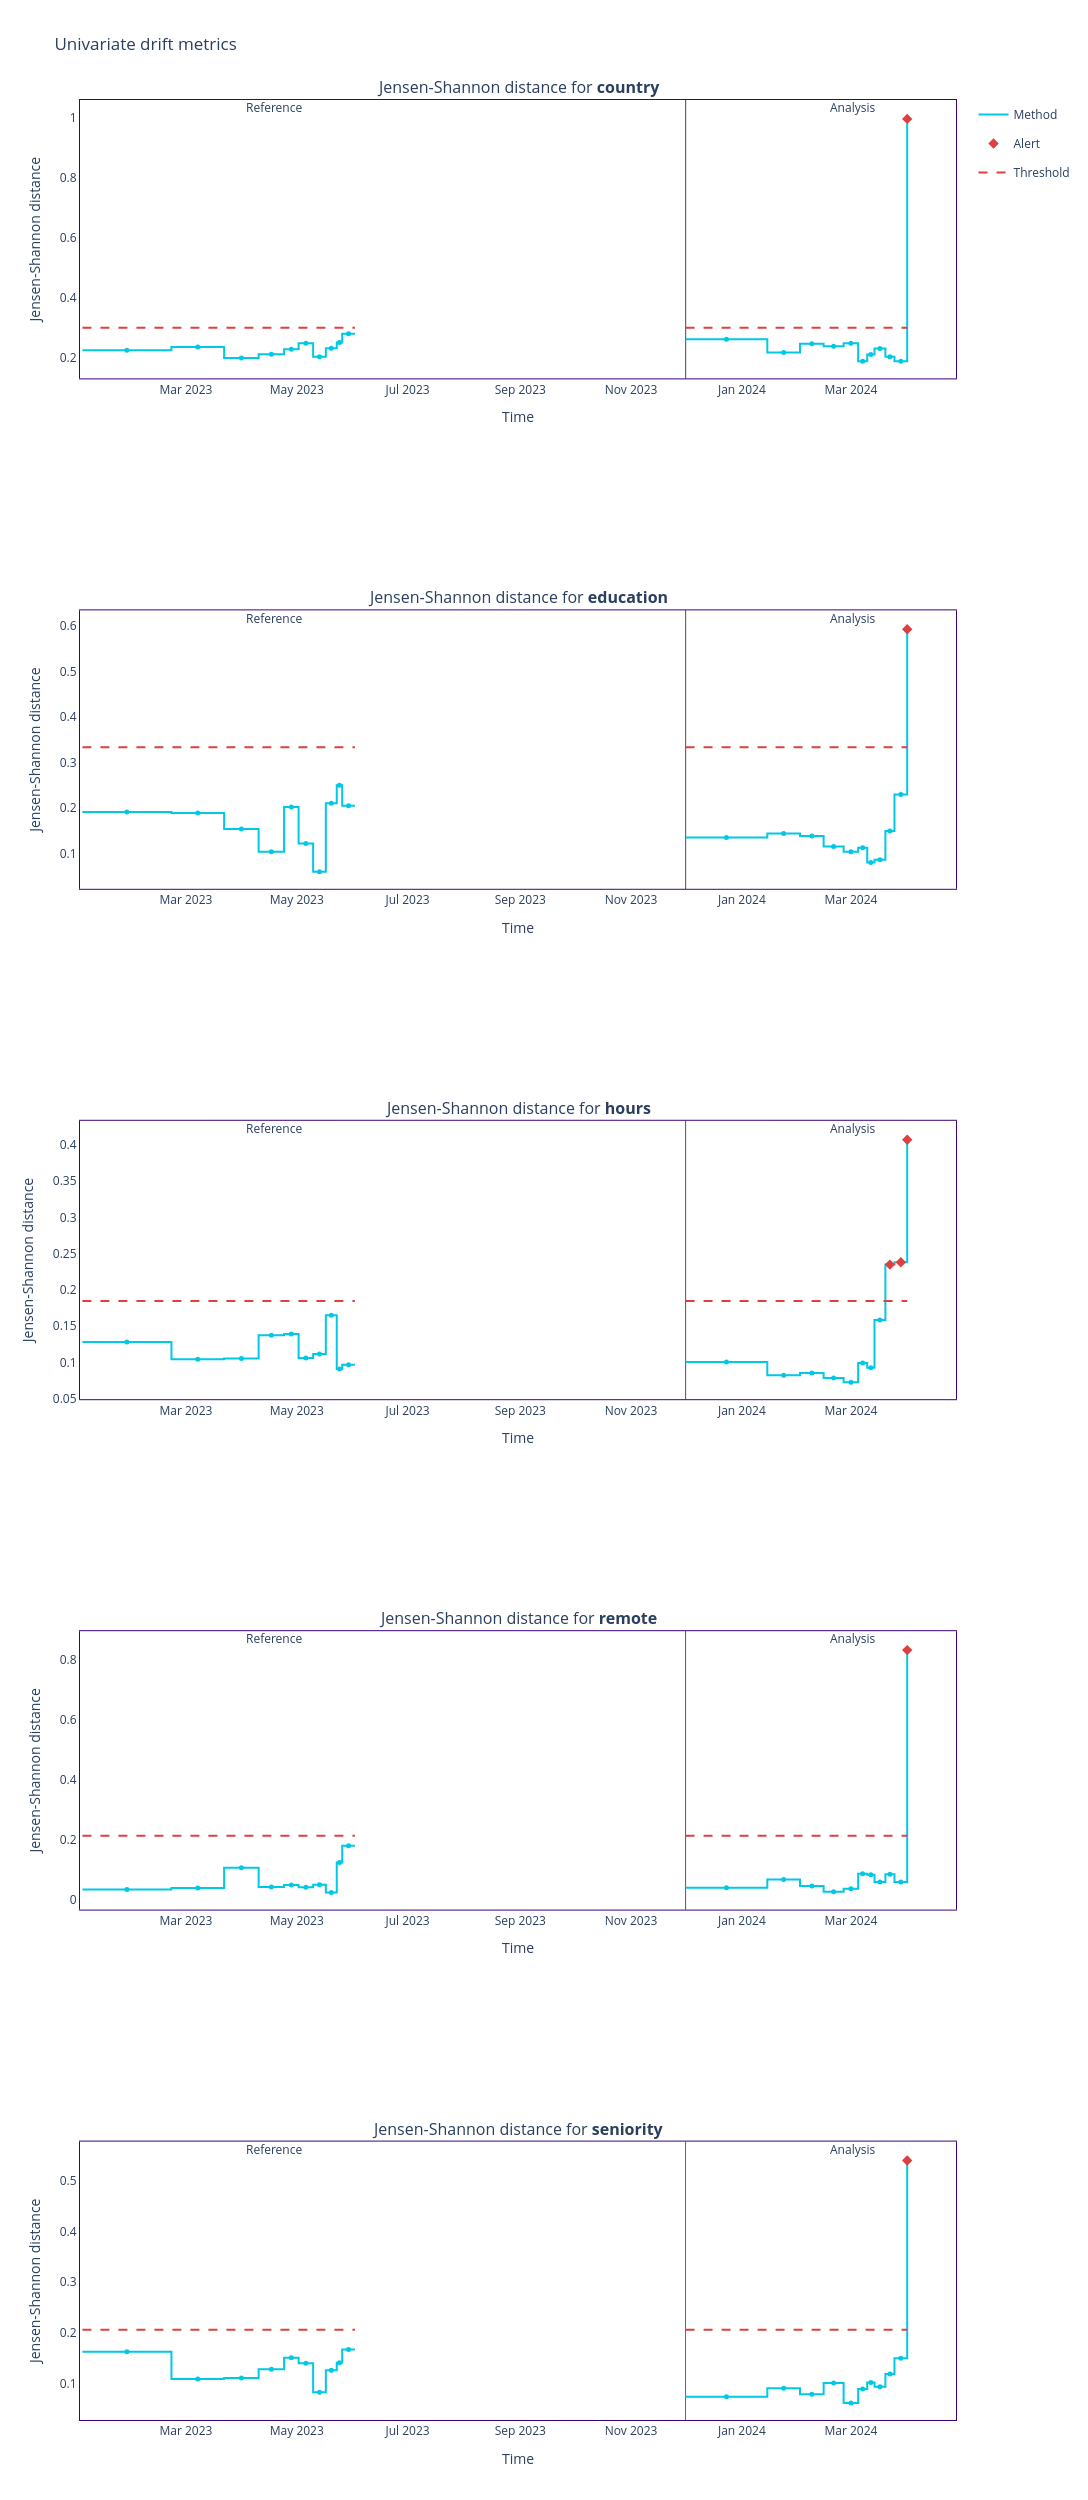 Univariate drift metrics
Jensen-Shannon distance for country
Reference
Analysis
Method
Alert
Threshold
Jensen-Shannon distance
1
0.8
0.6
0.4
0.2
Mar 2023
May 2023
Jul 2023
Sep 2023
Nov 2023
Jan 2024
Mar 2024
Time
Jensen-Shannon distance for education
Reference
Analysis
Jensen-Shannon distance
0.6
0.5
0.4
0.3
0.2
0.1
Mar 2023
May 2023
Jul 2023
Sep 2023
Nov 2023
Jan 2024
Mar 2024
Time
Jensen-Shannon distance for hours
Reference
Analysis
Jensen-Shannon distance
0.4
0.35
0.3
0.25
0.2
0.15
0.1
0.05
Mar 2023
May 2023
Jul 2023
Sep 2023
Nov 2023
Jan 2024
Mar 2024
Time
Jensen-Shannon distance for remote
Reference
Analysis
Jensen-Shannon distance
0.8
0.6
0.4
0.2
0
Mar 2023
May 2023
Jul 2023
Sep 2023
Nov 2023
Jan 2024
Mar 2024
Time
Jensen-Shannon distance for seniority
Reference
Analysis
Jensen-Shannon distance
0.5
0.4
0.3
0.2
0.1
Mar 2023
May 2023
Jul 2023
Sep 2023
Nov 2023
Jan 2024
Mar 2024
Time